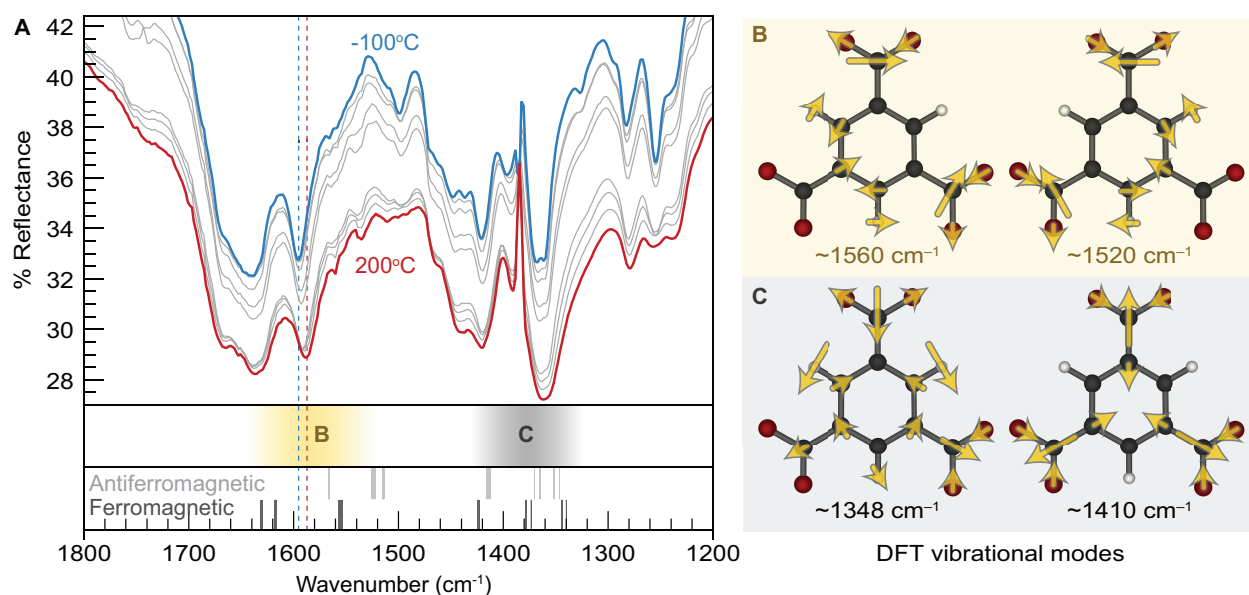 A
42
40
38
36
34
32
30
28
% Reflectance
-100°C
200°C
B
C
Antiferromagnetic
Ferromagnetic
1800
1700
1600
1500
1400
1300
1200
Wavenumber (cm⁻¹)
B
~1560 cm⁻¹
~1520 cm⁻¹
C
~1348 cm⁻¹
~1410 cm⁻¹
DFT vibrational modes